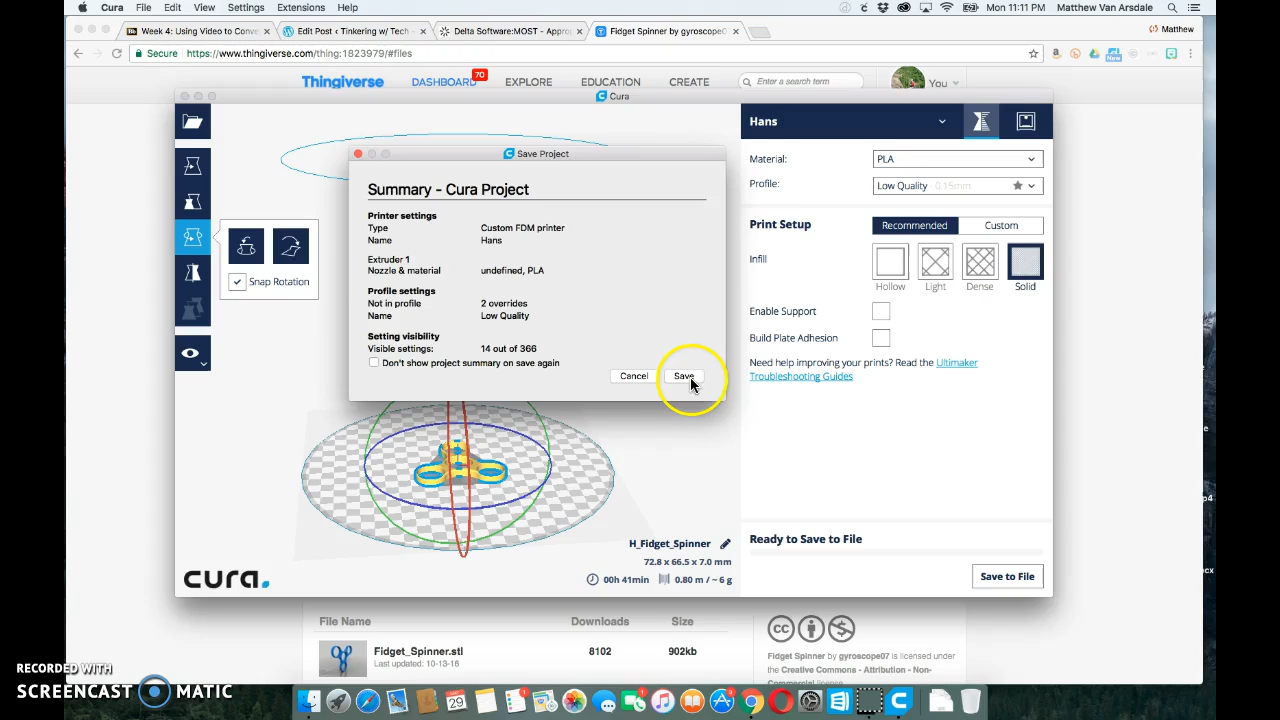 Cura File Edit View Settings Extensions Help
Mon 11:11 PM Matthew Van Arsdale
Week 4: Using Video to Conve
Edit Post ‹ Tinkering w/ Tech -
Delta Software:MOST - Approp
Fidget Spinner by gyroscope0
Matthew
Secure https://www.thingiverse.com/thing:1823979/#files
New
Thingiverse DASHBOARD 70 EXPLORE EDUCATION CREATE Enter a search term You
Cura
Save Project
Summary - Cura Project
Printer settings
Type Custom FDM printer
Name Hans
Extruder 1
Nozzle & material undefined, PLA
Profile settings
Not in profile 2 overrides
Name Low Quality
Setting visibility
Visible settings: 14 out of 366
Don't show project summary on save again
Cancel Save
Snap Rotation
Hans
Material: PLA
Profile: Low Quality - 0.15mm
Print Setup Recommended Custom
Infill
Hollow Light Dense Solid
Enable Support
Build Plate Adhesion
Need help improving your prints? Read the Ultimaker
Troubleshooting Guides
H_Fidget_Spinner
72.8 x 66.5 x 7.0 mm
00h 41min 0.80 m / ~ 6 g
cura.
Ready to Save to File
Save to File
File Name Downloads Size
Fidget_Spinner.stl 8102 902kb
Last updated: 10-13-16
Fidget Spinner by gyroscope07 is licensed under
the Creative Commons - Attribution - Non-
RECORDED WITH
SCREENCAST MATIC